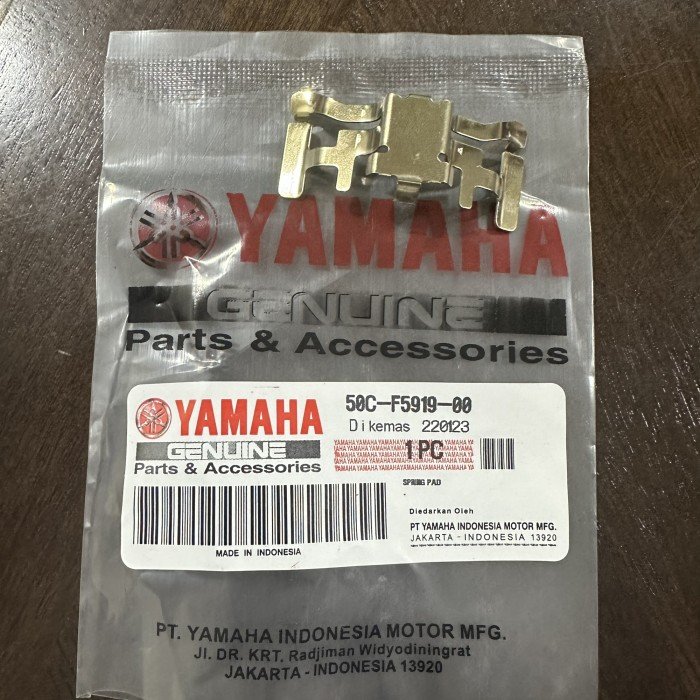 YAMAHA
GENUINE
Parts & Accessories
YAMAHA
GENUINE
Parts & Accessories
50C-F5919-00
Dikemas 220123
1PC
SPRING PAD
Diedarkan Oleh
PT YAMAHA INDONESIA MOTOR MFG.
JAKARTA - INDONESIA 13920
MADE IN INDONESIA
PT. YAMAHA INDONESIA MOTOR MFG.
JI. DR. KRT. Radjiman Widyodiningrat
JAKARTA - INDONESIA 13920